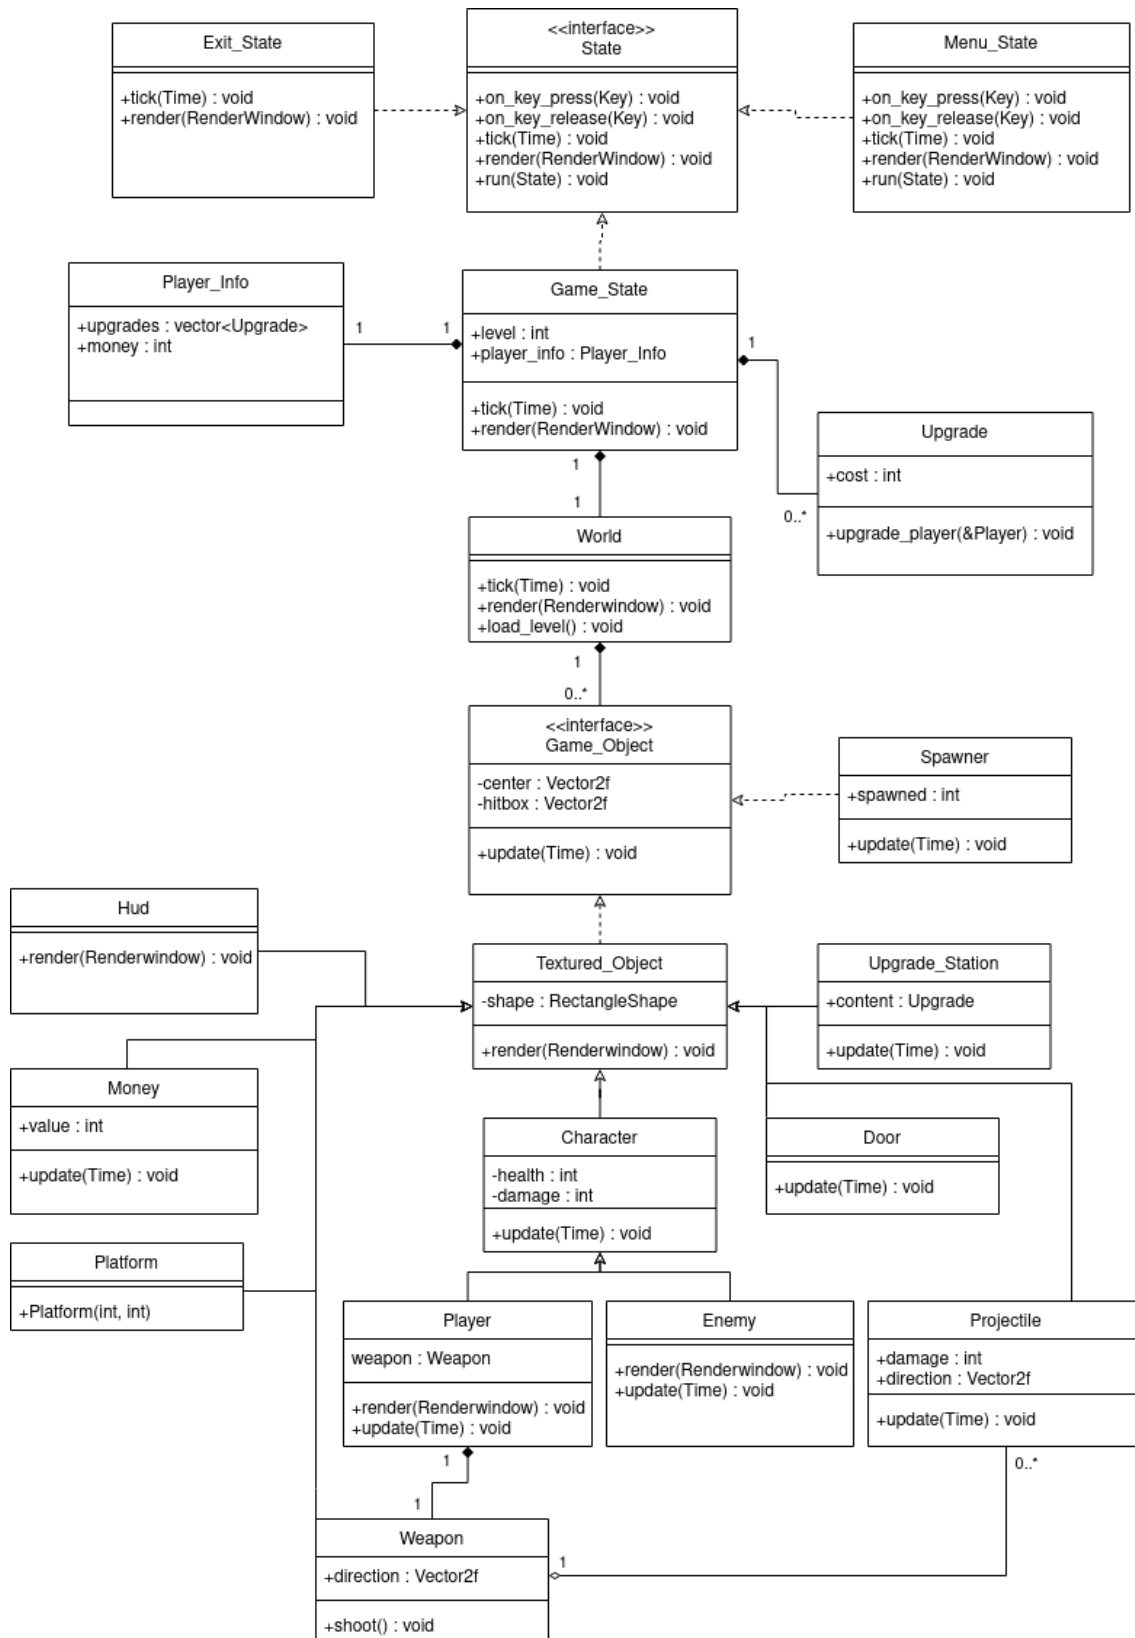 Exit_State
+tick(Time) : void
+render(RenderWindow) : void
<<interface>>
State
+on_key_press(Key) : void
+on_key_release(Key) : void
+tick(Time) : void
+render(RenderWindow) : void
+run(State) : void
Menu_State
+on_key_press(Key) : void
+on_key_release(Key) : void
+tick(Time) : void
+render(RenderWindow) : void
+run(State) : void
Player_Info
+upgrades : vector<Upgrade>
+money : int
1
1
Game_State
+level : int
+player_info : Player_Info
+tick(Time) : void
+render(RenderWindow) : void
1
0..*
Upgrade
+cost : int
+upgrade_player(&Player) : void
1
1
World
+tick(Time) : void
+render(Renderwindow) : void
+load_level() : void
1
0..*
<<interface>>
Game_Object
-center : Vector2f
-hitbox : Vector2f
+update(Time) : void
Spawner
+spawned : int
+update(Time) : void
Hud
+render(Renderwindow) : void
Textured_Object
-shape : RectangleShape
+render(Renderwindow) : void
Upgrade_Station
+content : Upgrade
+update(Time) : void
Money
+value : int
+update(Time) : void
Character
-health : int
-damage : int
+update(Time) : void
Door
+update(Time) : void
Platform
+Platform(int, int)
Player
weapon : Weapon
+render(Renderwindow) : void
+update(Time) : void
Enemy
+render(Renderwindow) : void
+update(Time) : void
Projectile
+damage : int
+direction : Vector2f
+update(Time) : void
1
1
0..*
Weapon
+direction : Vector2f
+shoot() : void
1